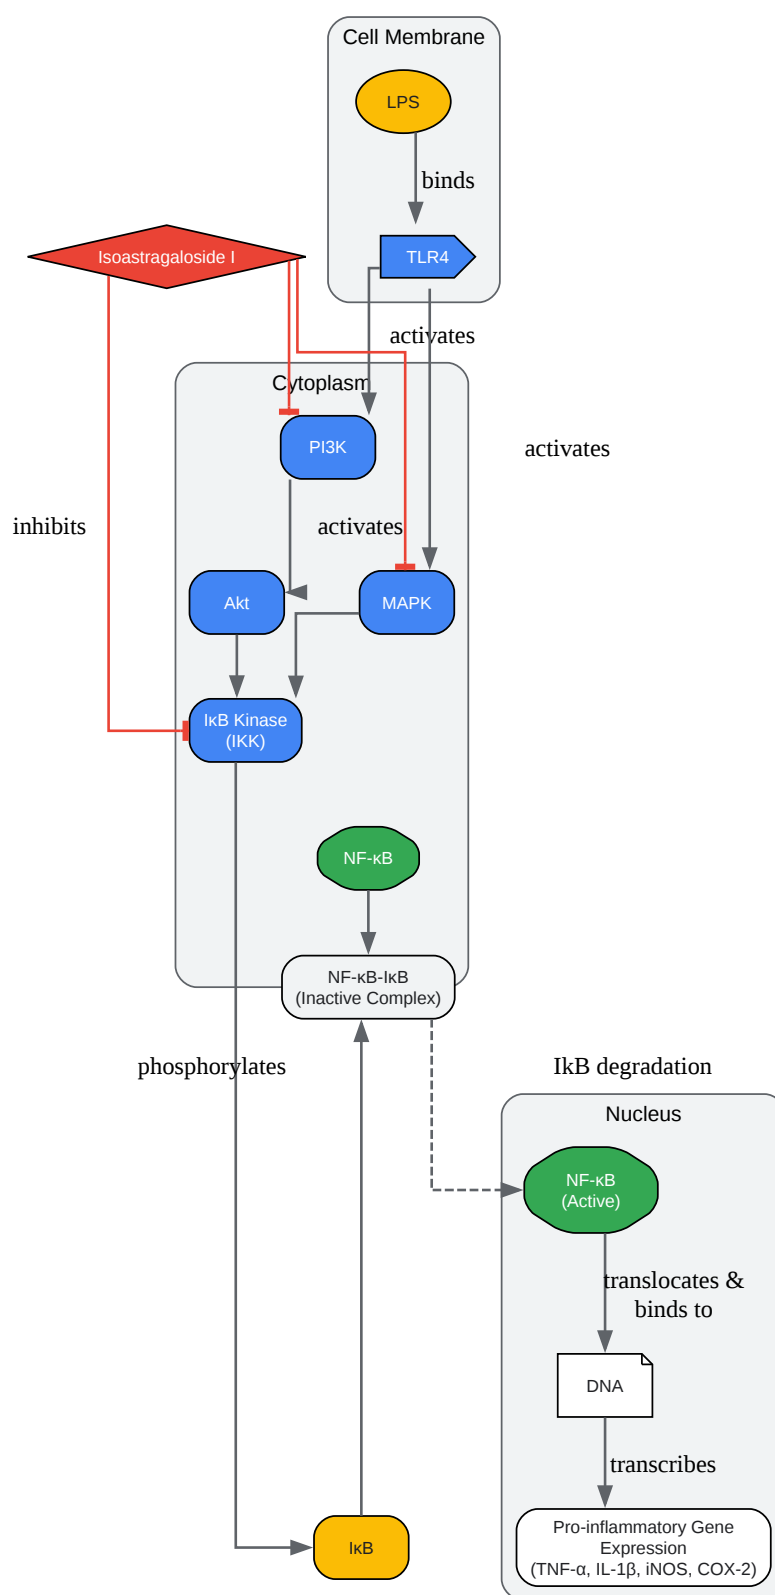 Cell Membrane
LPS
binds
Isoastragaloside I
TLR4
activates
Cytoplasm
PI3K
activates
inhibits
activates
Akt
MAPK
IκB Kinase
(IKK)
NF-κB
NF-κB-IκB
(Inactive Complex)
phosphorylates
IkB degradation
Nucleus
NF-κB
(Active)
translocates &
binds to
DNA
transcribes
Pro-inflammatory Gene
Expression
(TNF-α, IL-1β, iNOS, COX-2)
IκB